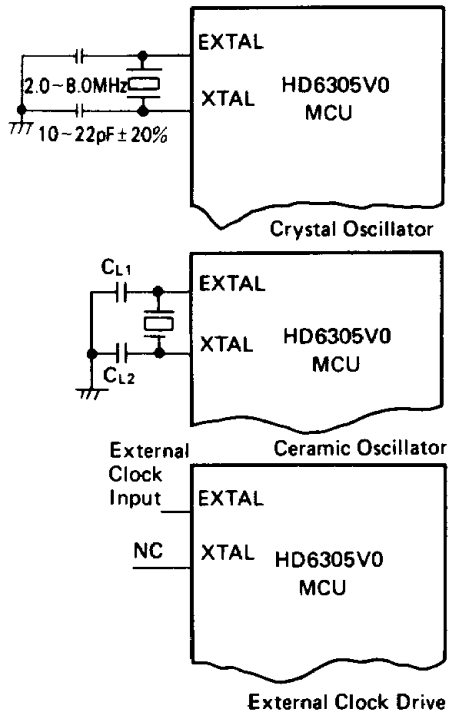 EXTAL
2.0~8.0MHz
XTAL
HD6305V0
MCU
10~22pF±20%
Crystal Oscillator
CL1
EXTAL
XTAL
HD6305V0
MCU
CL2
Ceramic Oscillator
External
Clock
Input
EXTAL
NC
XTAL
HD6305V0
MCU
External Clock Drive